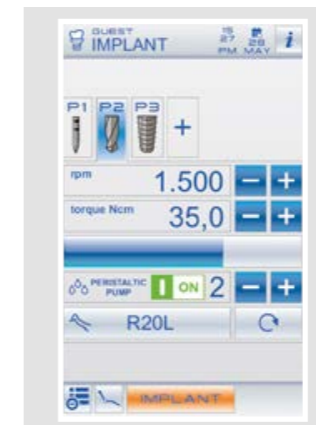 GUEST
IMPLANT
15
27
PM
28
MAY
i
P1 P2 P3 +
rpm 1.500 − +
torque Ncm 35,0 − +
PERISTALTIC
PUMP I ON 2 − +
R20L
IMPLANT